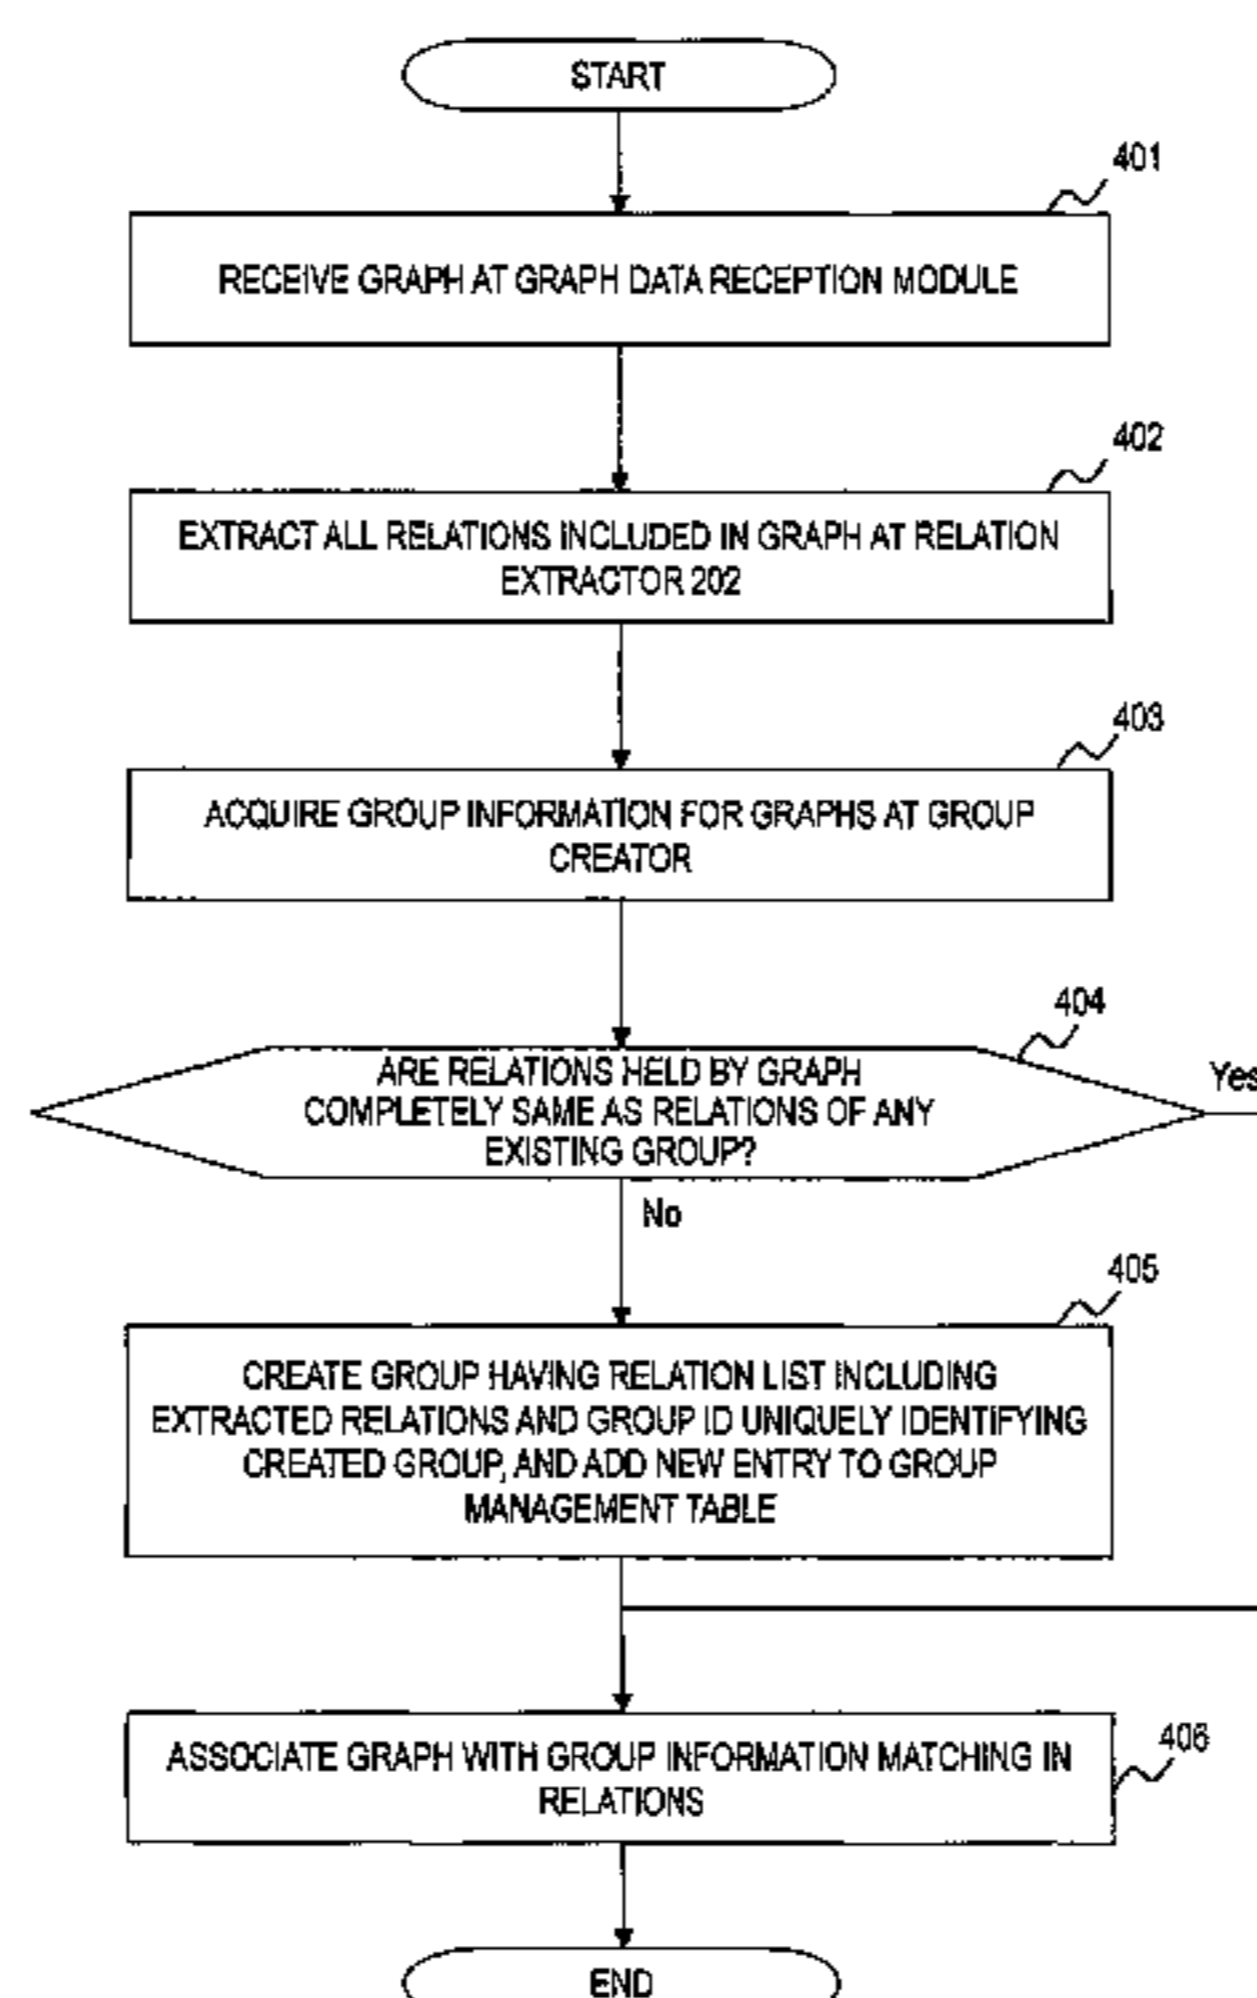 START
401
RECEIVE GRAPH AT GRAPH DATA RECEPTION MODULE
402
EXTRACT ALL RELATIONS INCLUDED IN GRAPH AT RELATION
EXTRACTOR 202
403
ACQUIRE GROUP INFORMATION FOR GRAPHS AT GROUP
CREATOR
404
ARE RELATIONS HELD BY GRAPH
COMPLETELY SAME AS RELATIONS OF ANY
EXISTING GROUP?
Yes
No
405
CREATE GROUP HAVING RELATION LIST INCLUDING
EXTRACTED RELATIONS AND GROUP ID UNIQUELY IDENTIFYING
CREATED GROUP, AND ADD NEW ENTRY TO GROUP
MANAGEMENT TABLE
406
ASSOCIATE GRAPH WITH GROUP INFORMATION MATCHING IN
RELATIONS
END